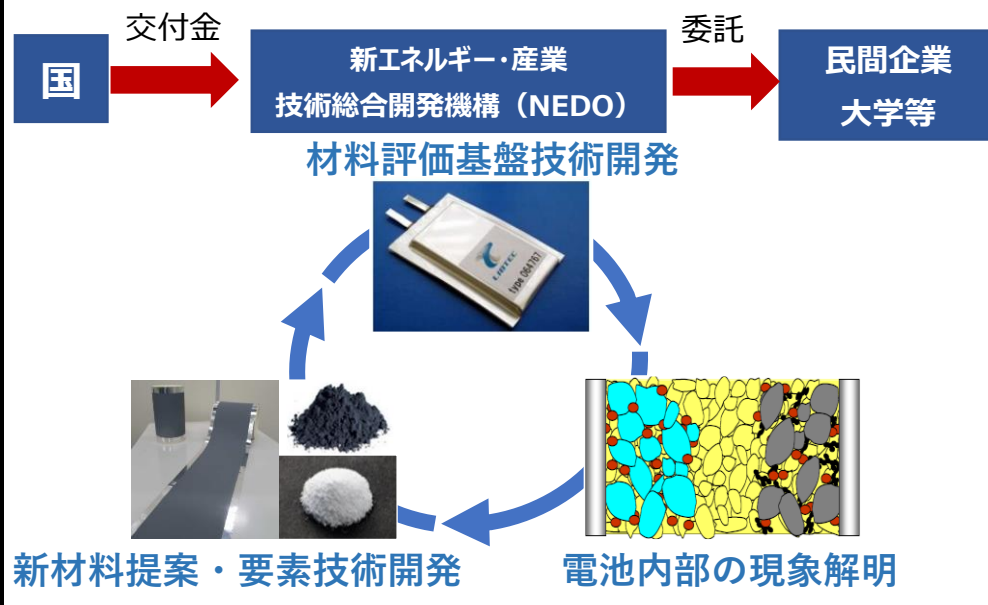 交付金
委託
国
新エネルギー・産業
技術総合開発機構（NEDO）
民間企業
大学等
材料評価基盤技術開発
LIBTEC
type 064767
新材料提案・要素技術開発
電池内部の現象解明